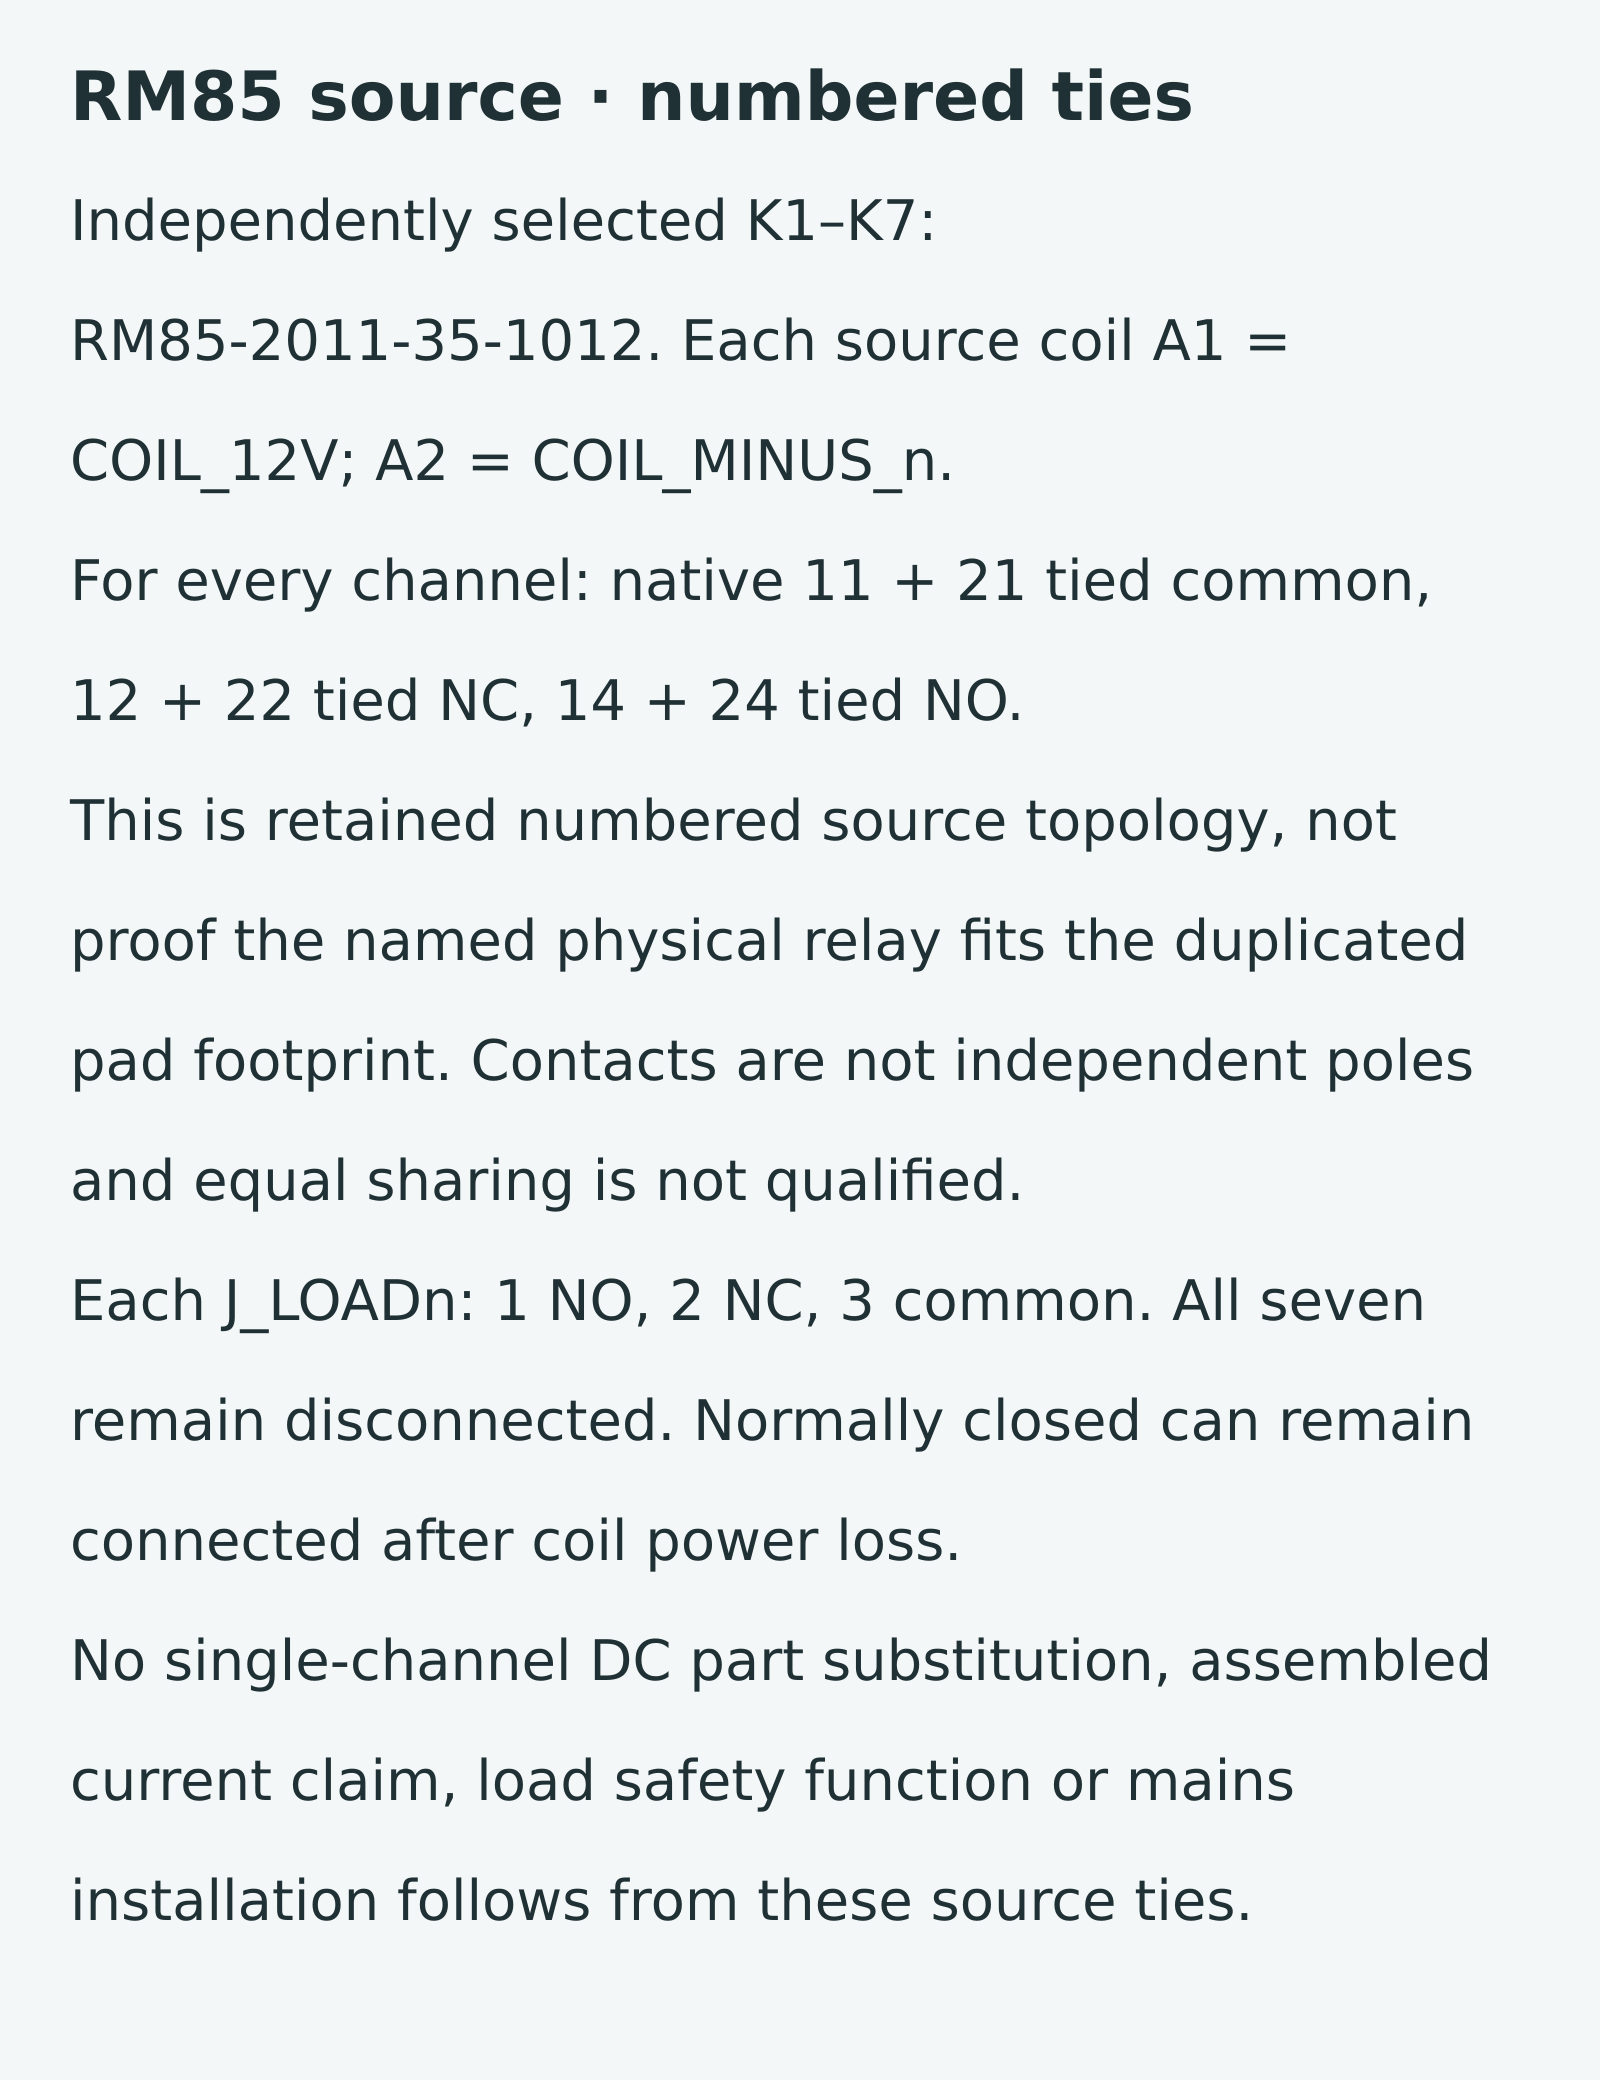 RM85 source · numbered ties
Independently selected K1–K7:
RM85-2011-35-1012. Each source coil A1 =
COIL_12V; A2 = COIL_MINUS_n.
For every channel: native 11 + 21 tied common,
12 + 22 tied NC, 14 + 24 tied NO.
This is retained numbered source topology, not
proof the named physical relay fits the duplicated
pad footprint. Contacts are not independent poles
and equal sharing is not qualified.
Each J_LOADn: 1 NO, 2 NC, 3 common. All seven
remain disconnected. Normally closed can remain
connected after coil power loss.
No single-channel DC part substitution, assembled
current claim, load safety function or mains
installation follows from these source ties.